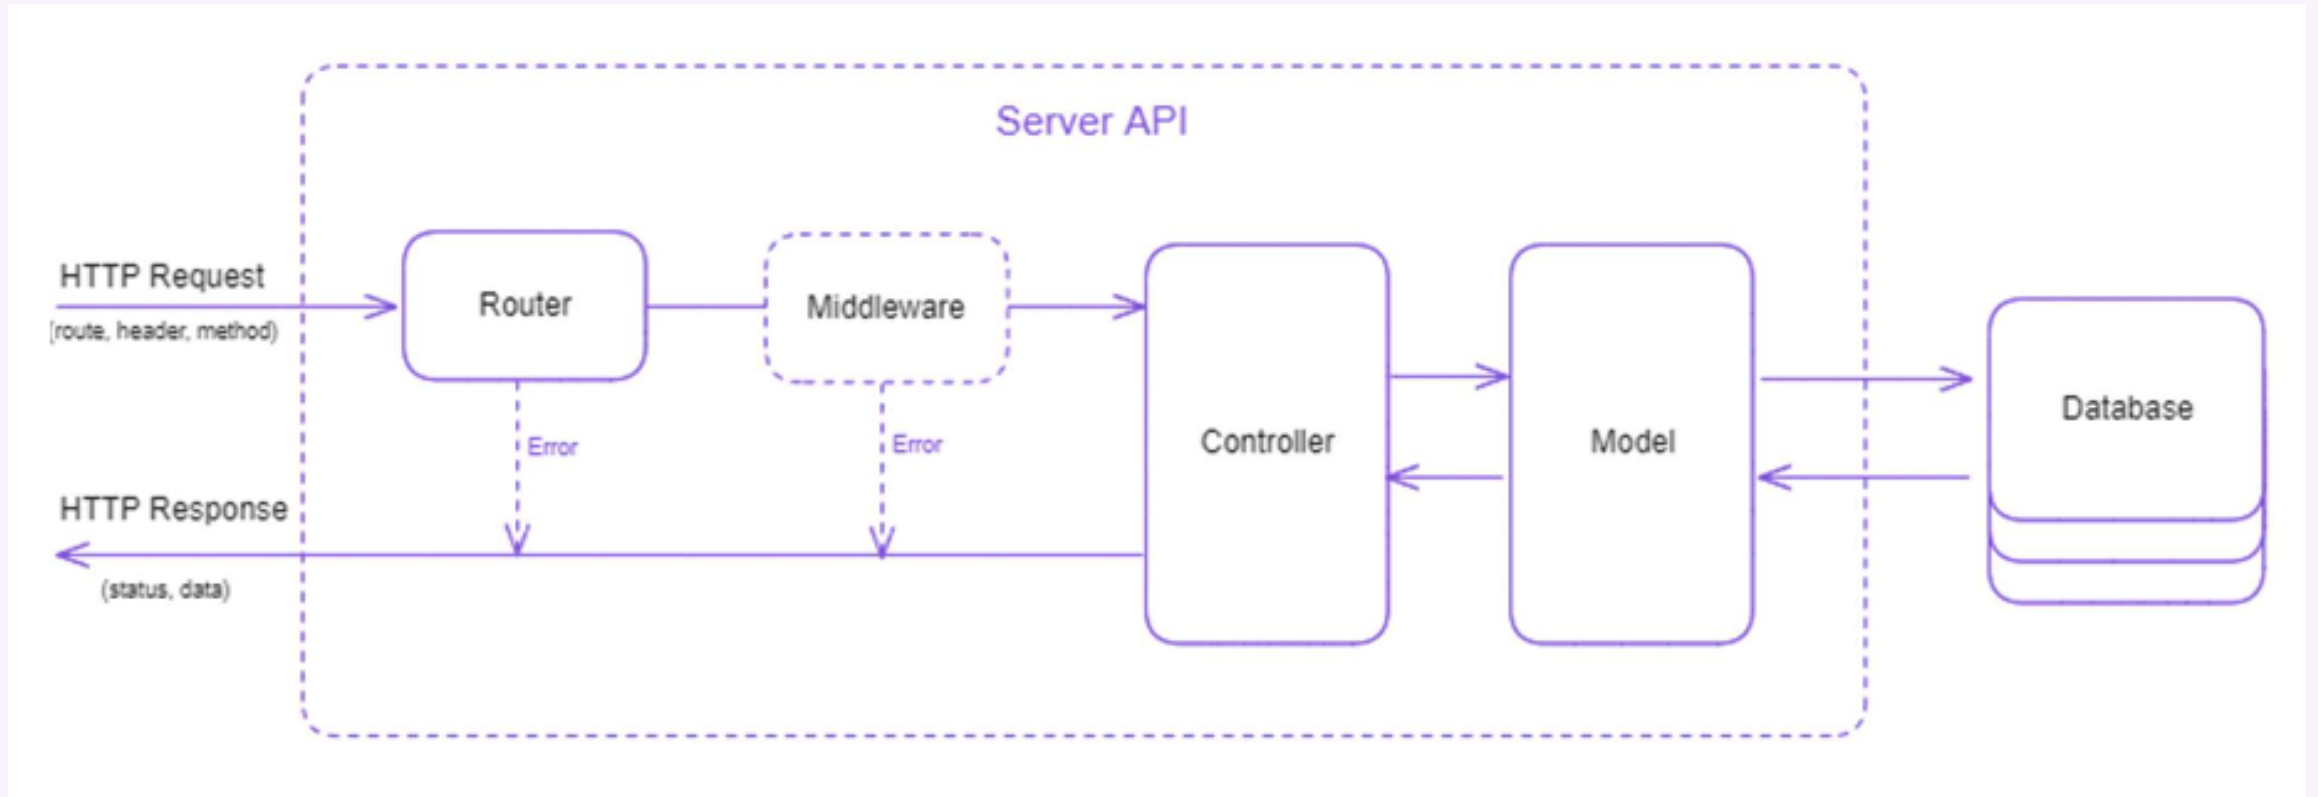 Server API
HTTP Request
(route, header, method)
Router
Middleware
Controller
Model
Database
Error
Error
HTTP Response
(status, data)